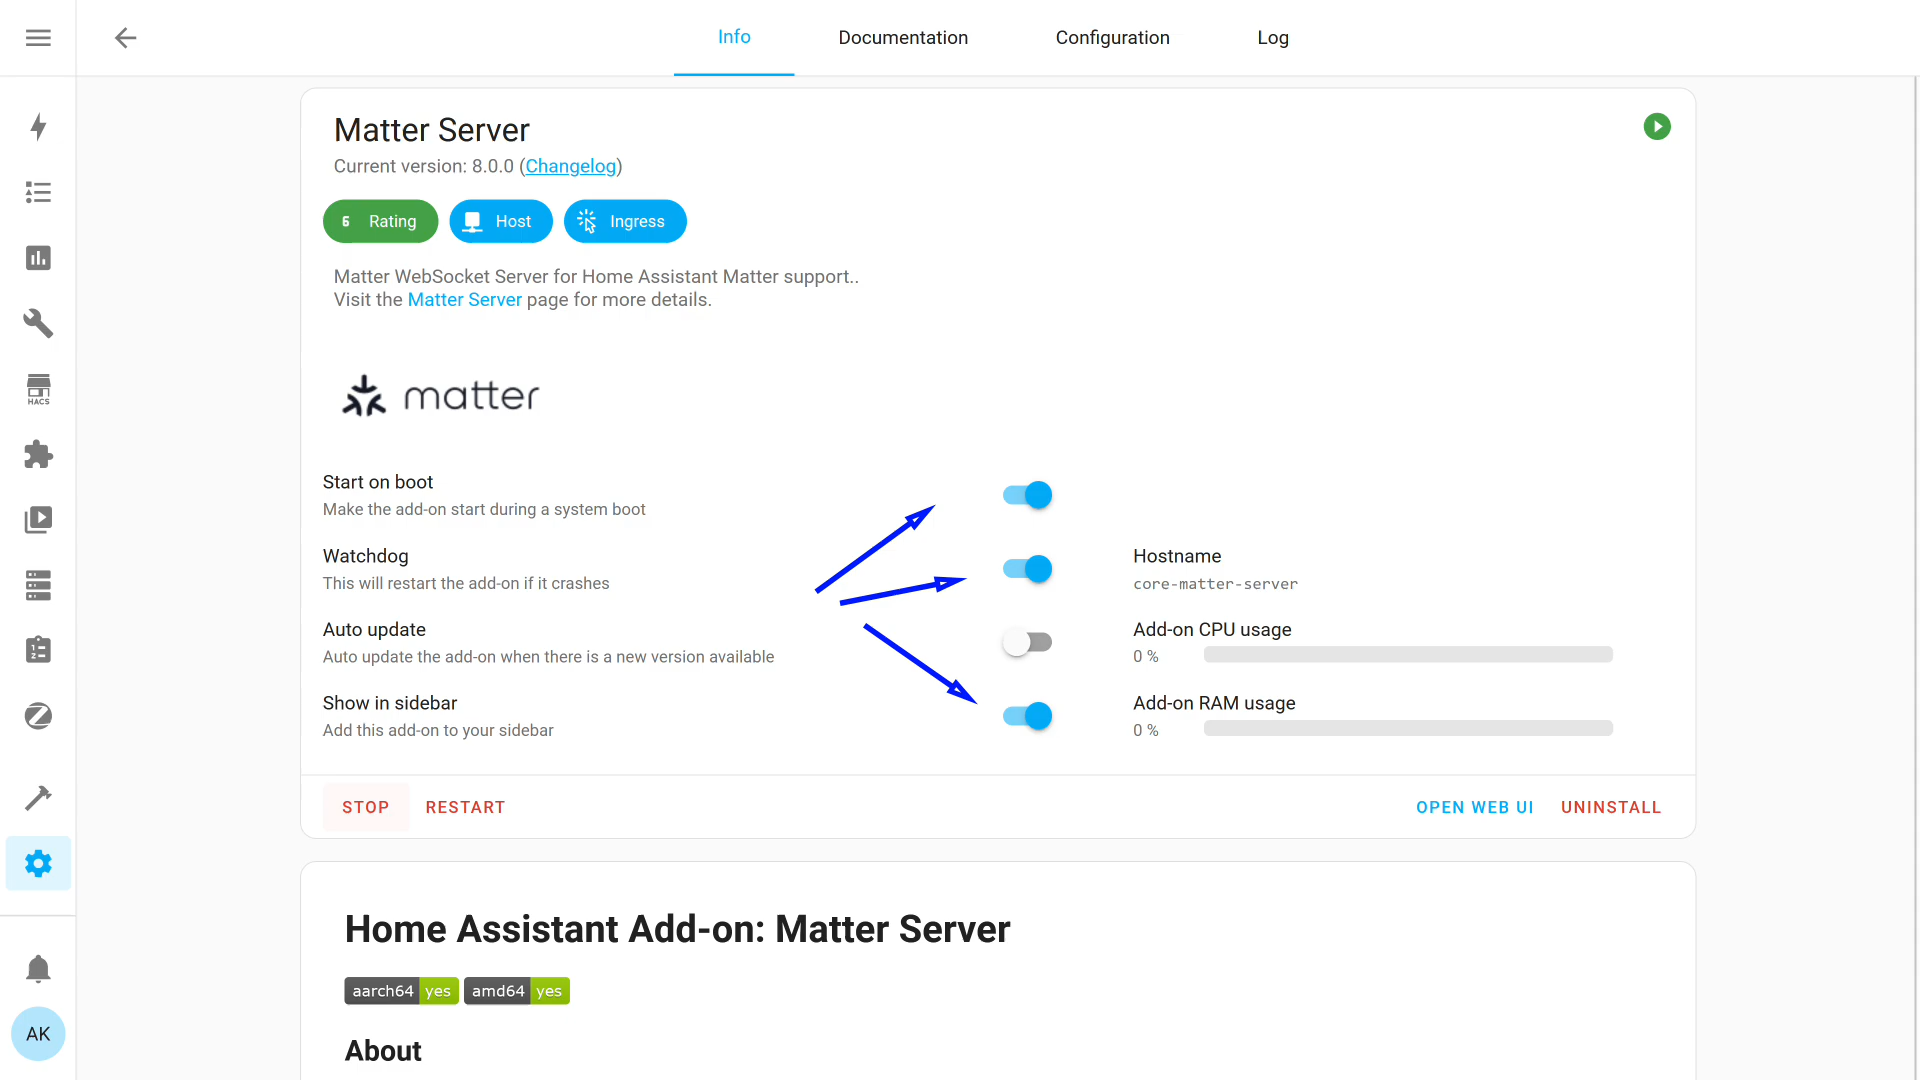 Info
Documentation
Configuration
Log
Matter Server
Current version: 8.0.0 (Changelog)
6 Rating
Host
Ingress
Matter WebSocket Server for Home Assistant Matter support..
Visit the Matter Server page for more details.
matter
Start on boot
Make the add-on start during a system boot
Watchdog
This will restart the add-on if it crashes
Hostname
core-matter-server
Auto update
Auto update the add-on when there is a new version available
Add-on CPU usage
0 %
Show in sidebar
Add this add-on to your sidebar
Add-on RAM usage
0 %
STOP
RESTART
OPEN WEB UI
UNINSTALL
Home Assistant Add-on: Matter Server
aarch64 yes
amd64 yes
About
HACS
AK